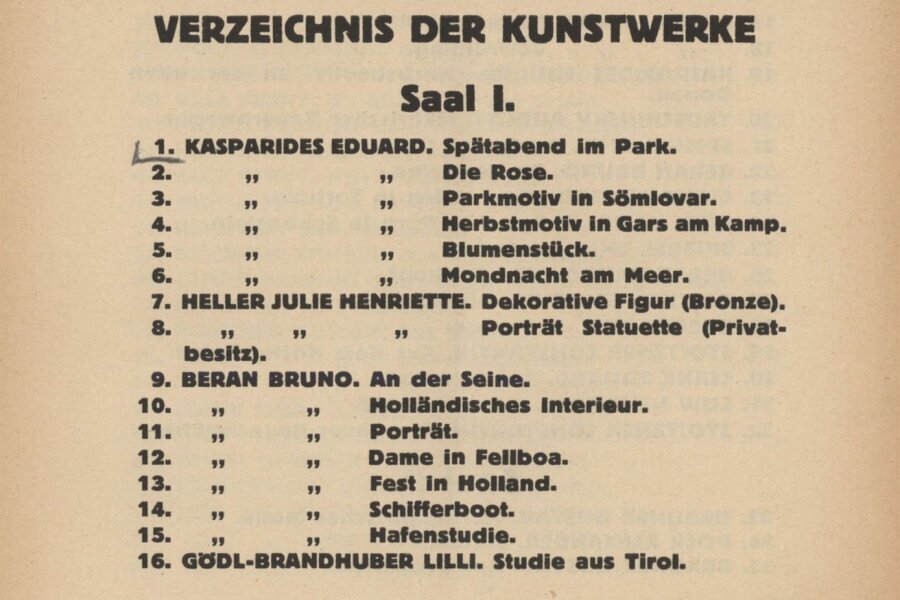 VERZEICHNIS DER KUNSTWERKE
Saal I.
1. KASPARIDES EDUARD. Spätabend im Park.
2. „ „ Die Rose.
3. „ „ Parkmotiv in Sömlovar.
4. „ „ Herbstmotiv in Gars am Kamp.
5. „ „ Blumenstück.
6. „ „ Mondnacht am Meer.
7. HELLER JULIE HENRIETTE. Dekorative Figur (Bronze).
8. „ „ „ Porträt Statuette (Privat-
besitz).
9. BERAN BRUNO. An der Seine.
10. „ „ Holländisches Interieur.
11. „ „ Porträt.
12. „ „ Dame in Fellboa.
13. „ „ Fest in Holland.
14. „ „ Schifferboot.
15. „ „ Hafenstudie.
16. GÖDL-BRANDHUBER LILLI. Studie aus Tirol.